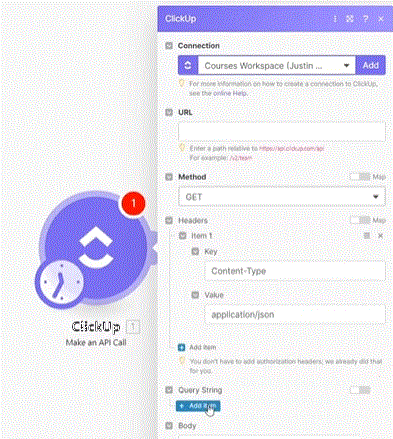 ClickUp
Connection
Courses Workspace (Justin ...
Add
For more information on how to create a connection to ClickUp,
see the online Help.
URL
Enter a path relative to https://api.clickup.com/api
For example: /v2/team
Method
Map
GET
Headers
Map
Item 1
Key
Content-Type
Value
application/json
Add item
You don't have to add authorization headers; we already did that
for you.
Query String
Add item
Body
1
ClickUp
1
Make an API Call